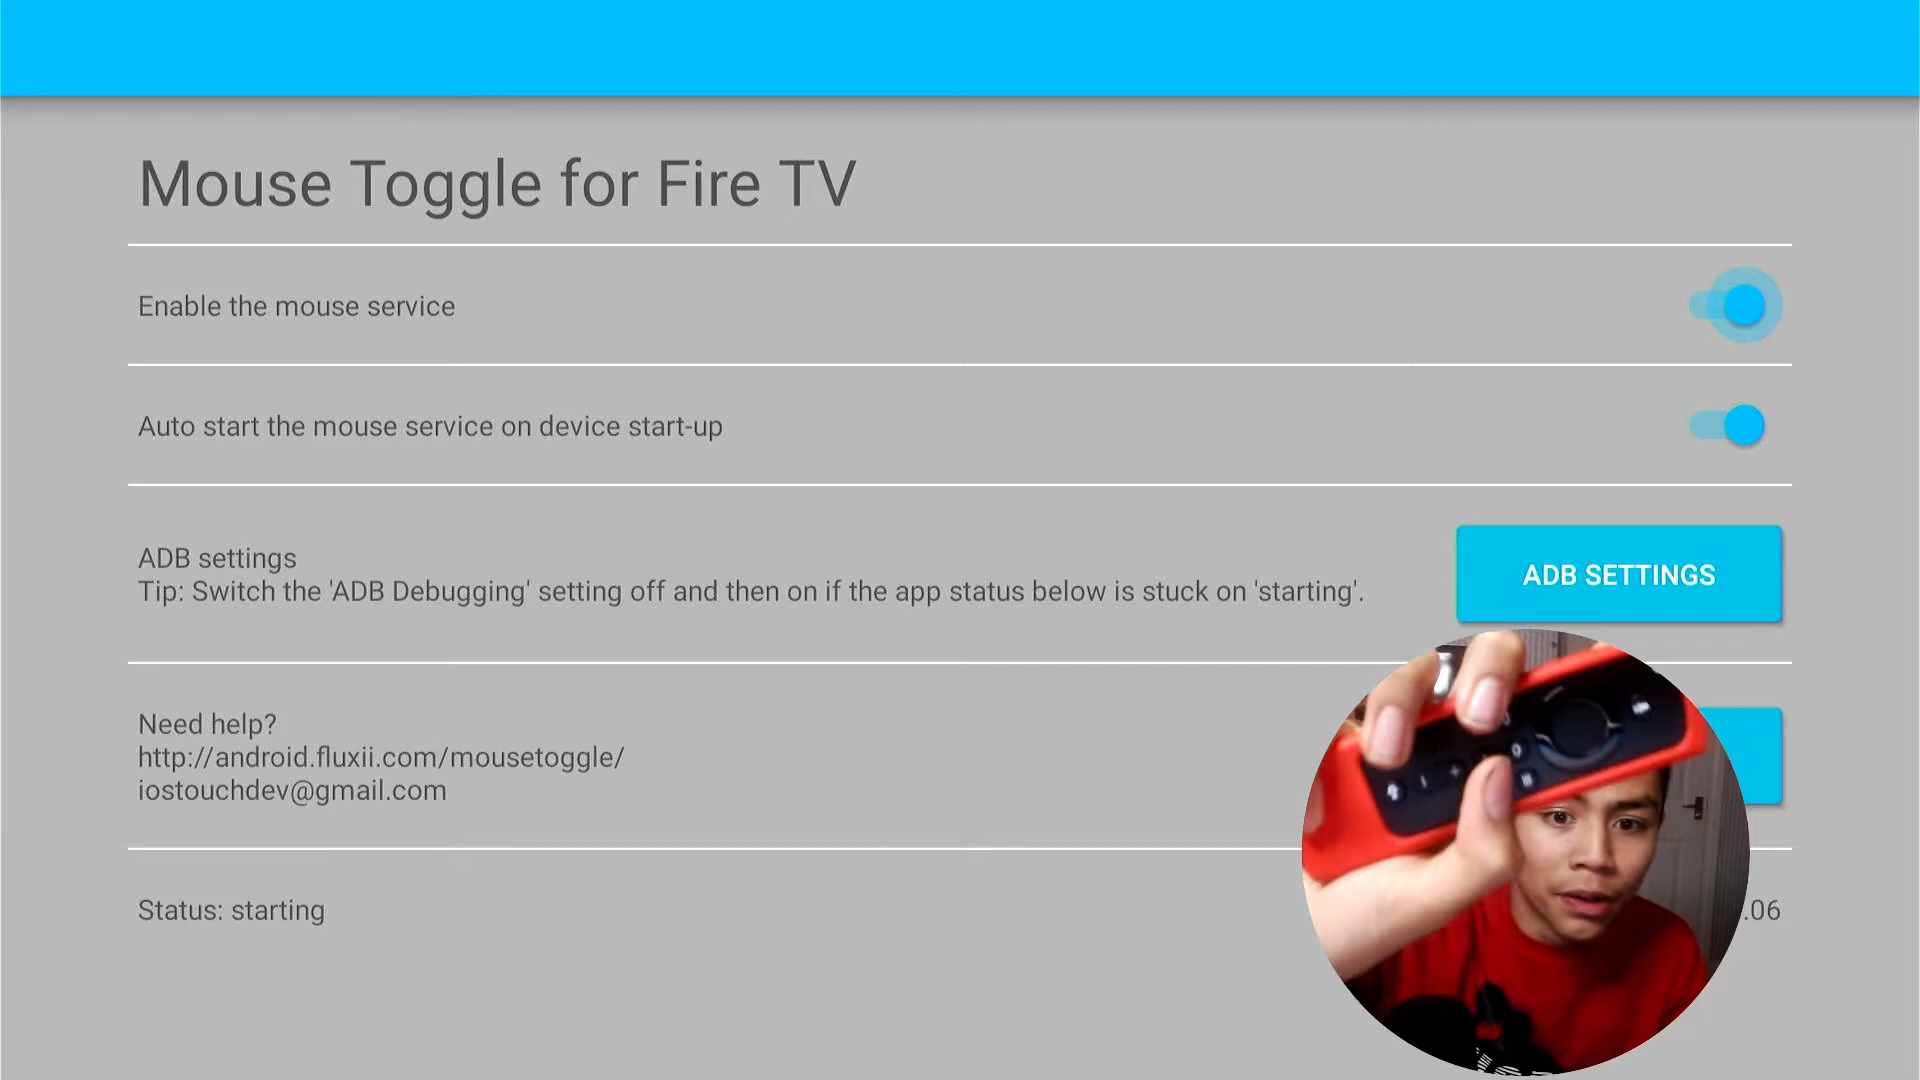 Mouse Toggle for Fire TV
Enable the mouse service
Auto start the mouse service on device start-up
ADB settings
Tip: Switch the 'ADB Debugging' setting off and then on if the app status below is stuck on 'starting'.
ADB SETTINGS
Need help?
http://android.fluxii.com/mousetoggle/
iostouchdev@gmail.com
Status: starting
.06